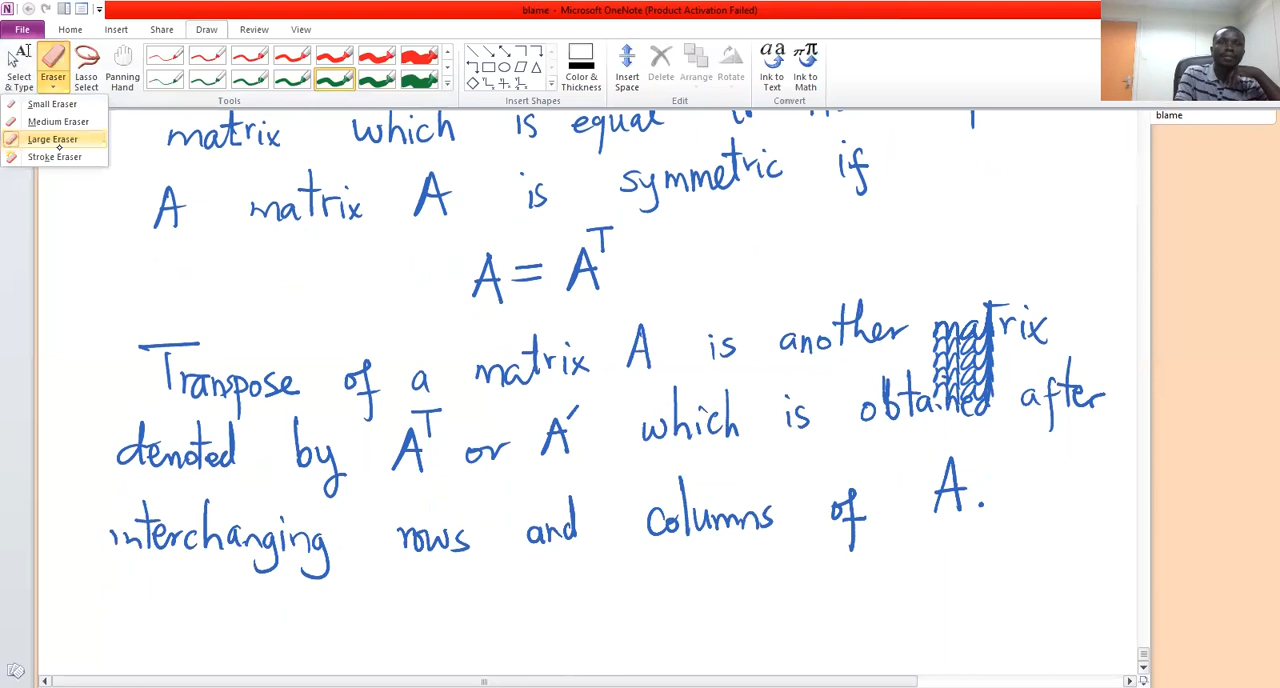 blame - Microsoft OneNote (Product Activation Failed)
File Home Insert Share Draw Review View
Select & Type
Eraser
Lasso Select
Panning Hand
Color & Thickness
Insert Space
Delete
Arrange
Rotate
Ink to Text
Ink to Math
Tools
Insert Shapes
Edit
Convert
Small Eraser
Medium Eraser
Large Eraser
Stroke Eraser
blame
matrix which is equal
A matrix A is symmetric if
A = Aᵀ
Transpose of a matrix A is another matrix
denoted by Aᵀ or A′ which is obtained after
interchanging rows and columns of A.